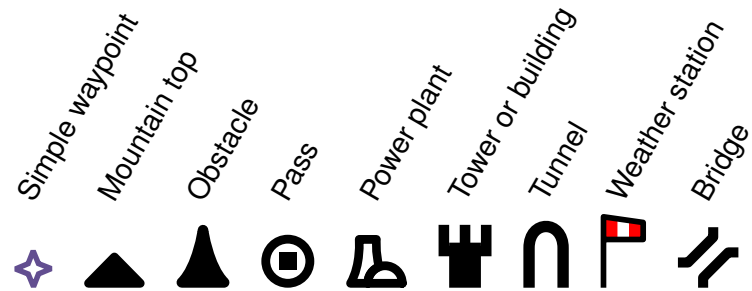 Simple waypoint
Mountain top
Obstacle
Pass
Power plant
Tower or building
Tunnel
Weather station
Bridge